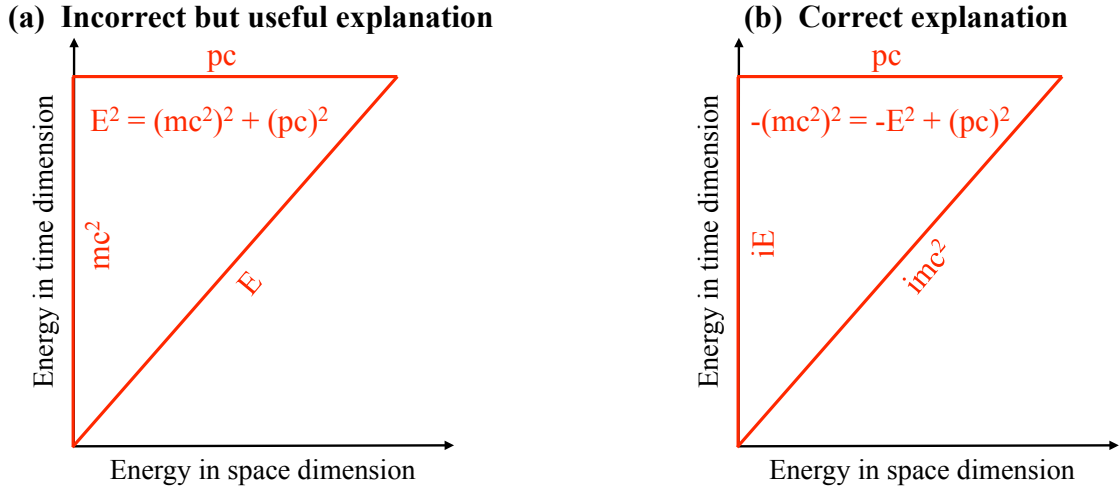 (a) Incorrect but useful explanation
pc
E² = (mc²)² + (pc)²
Energy in time dimension
mc²
E
Energy in space dimension
(b) Correct explanation
pc
-(mc²)² = -E² + (pc)²
Energy in time dimension
iE
imc²
Energy in space dimension